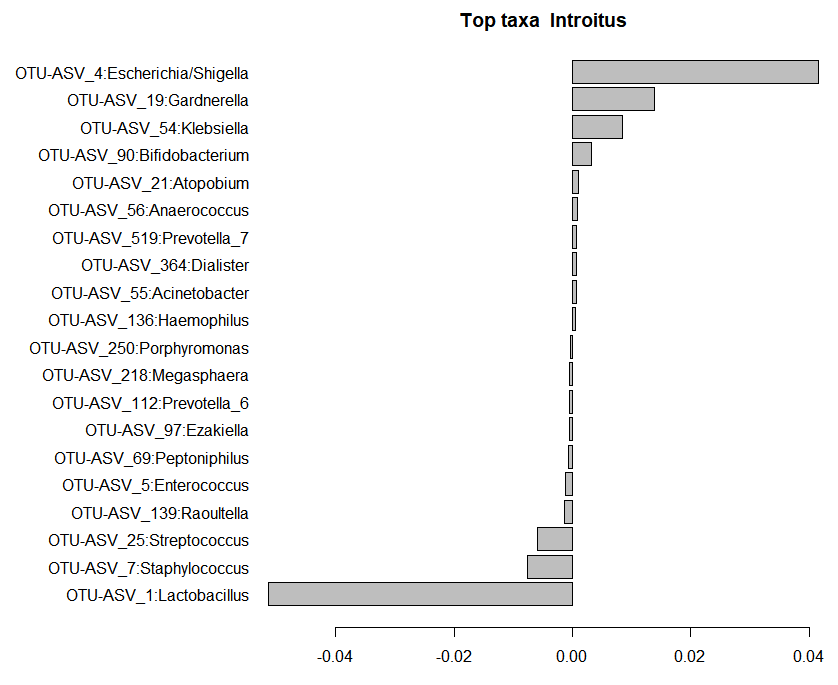 Top taxa  Introitus
OTU-ASV_4:Escherichia/Shigella
OTU-ASV_19:Gardnerella
OTU-ASV_54:Klebsiella
OTU-ASV_90:Bifidobacterium
OTU-ASV_21:Atopobium
OTU-ASV_56:Anaerococcus
OTU-ASV_519:Prevotella_7
OTU-ASV_364:Dialister
OTU-ASV_55:Acinetobacter
OTU-ASV_136:Haemophilus
OTU-ASV_250:Porphyromonas
OTU-ASV_218:Megasphaera
OTU-ASV_112:Prevotella_6
OTU-ASV_97:Ezakiella
OTU-ASV_69:Peptoniphilus
OTU-ASV_5:Enterococcus
OTU-ASV_139:Raoultella
OTU-ASV_25:Streptococcus
OTU-ASV_7:Staphylococcus
OTU-ASV_1:Lactobacillus
-0.04 -0.02 0.00 0.02 0.04